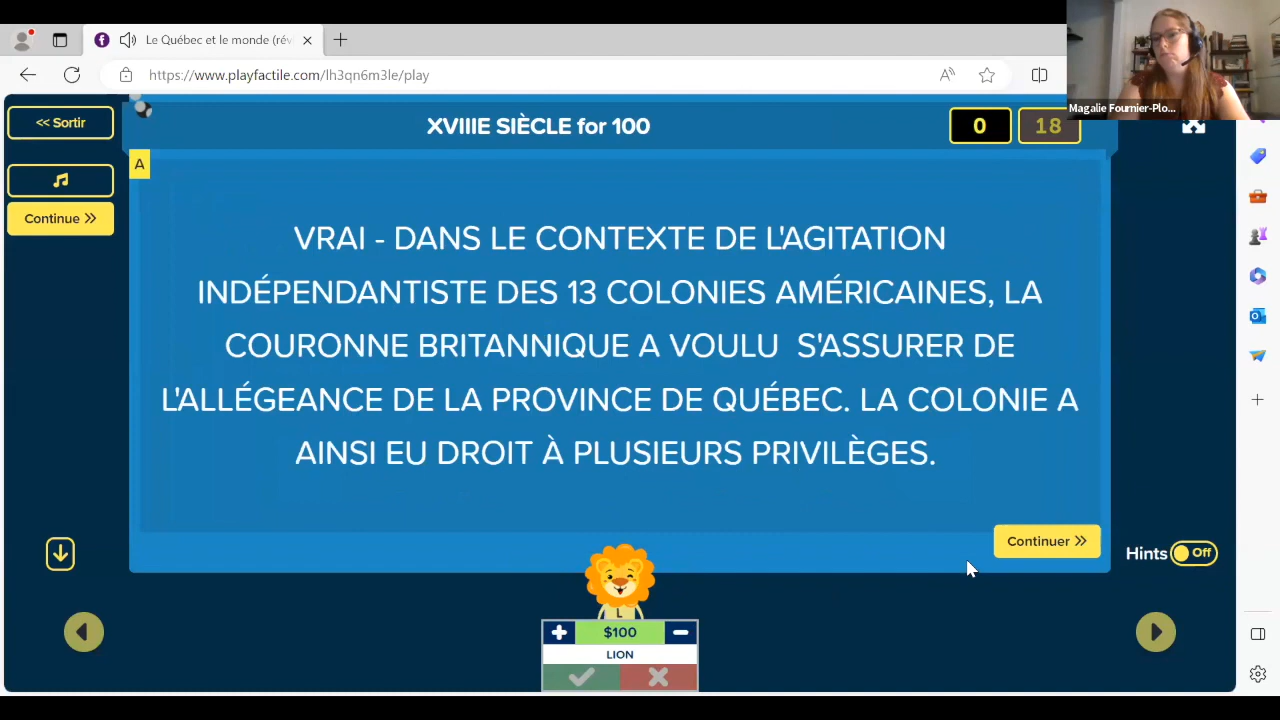 Le Québec et le monde (rév
https://www.playfactile.com/lh3qn6m3le/play
Magalie Fournier-Plo...
<< Sortir
XVIIIE SIÈCLE for 100
0
18
A
Continue >>
VRAI - DANS LE CONTEXTE DE L'AGITATION
INDÉPENDANTISTE DES 13 COLONIES AMÉRICAINES, LA
COURONNE BRITANNIQUE A VOULU S'ASSURER DE
L'ALLÉGEANCE DE LA PROVINCE DE QUÉBEC. LA COLONIE A
AINSI EU DROIT À PLUSIEURS PRIVILÈGES.
Continuer >>
Hints Off
L
+ $100 −
LION